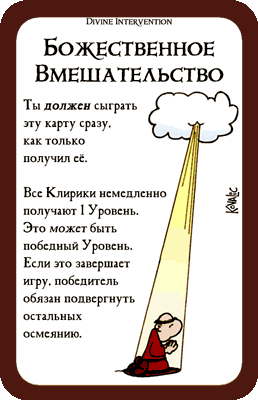 Divine Intervention
Божественное
Вмешательство
Ты должен сыграть
эту карту сразу,
как только
получил её.
Все Клирики немедленно
получают 1 Уровень.
Это может быть
победный Уровень.
Если это завершает
игру, победитель
обязан подвергнуть
остальных
осмеянию.
Kovalic